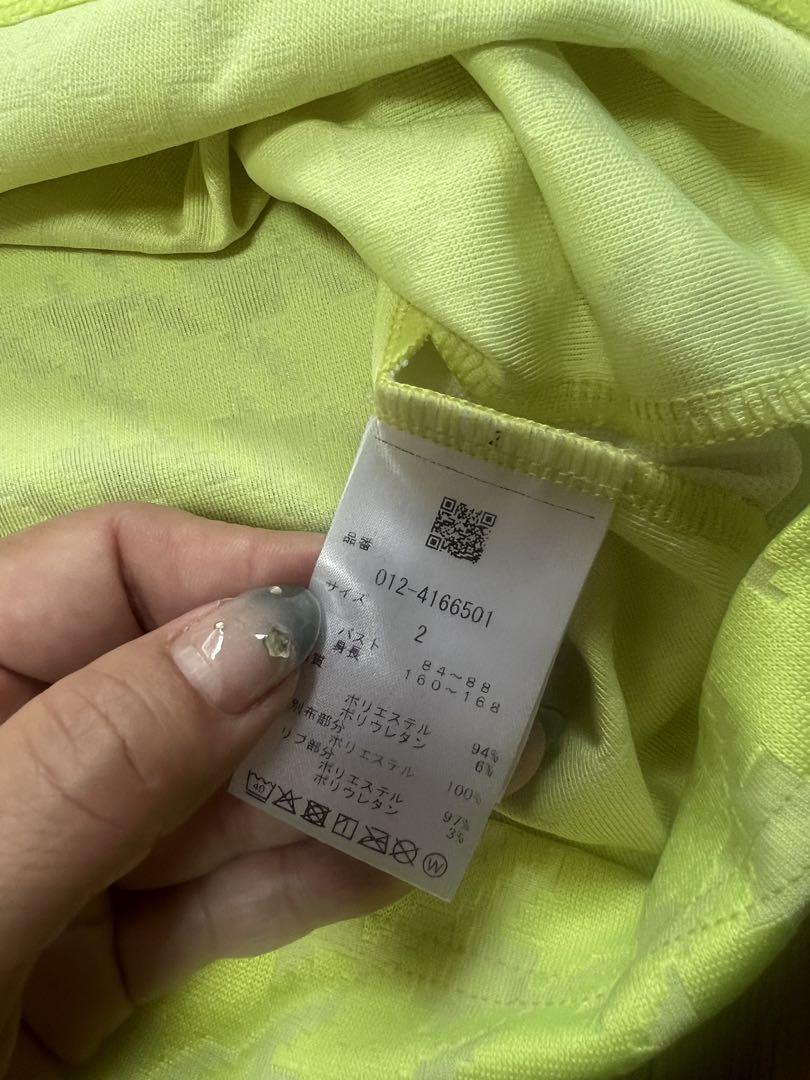 品番
012-4166501
サイズ
2
バスト 84～88
身長 160～168
質
ポリエステル 94%
ポリウレタン 6%
別布部分
ポリエステル 100%
リブ部分
ポリエステル 97%
ポリウレタン 3%
40
W